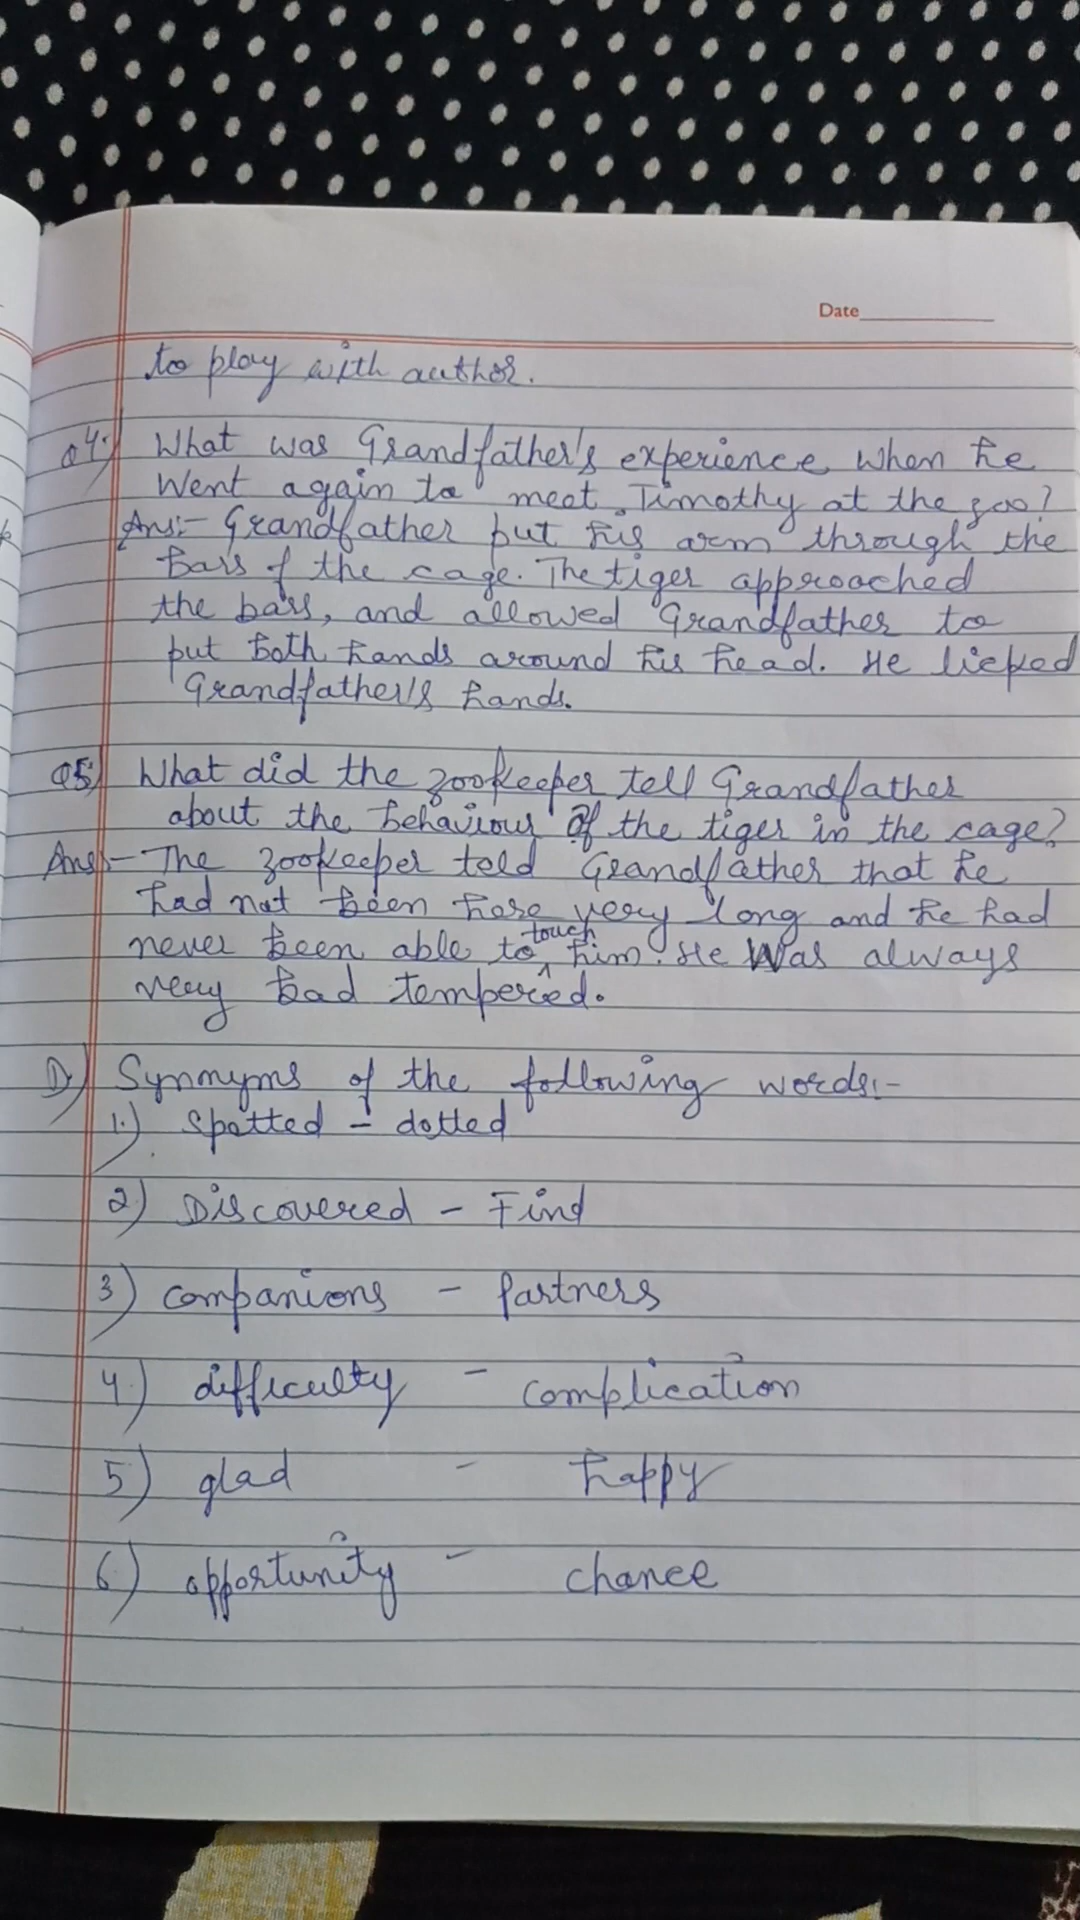 Date
to play with author.
Q4) What was Grandfather's experience when he
Went again to meet Timothy at the zoo?
Ans:- Grandfather put his arm through the
bars of the cage. The tiger approached
the bars, and allowed Grandfather to
put both hands around his head. He licked
Grandfather's hands.
Q5) What did the zookeeper tell Grandfather
about the behaviour of the tiger in the cage?
Ans:- The zookeeper told Grandfather that he
had not been here very long and he had
never been able to touch him. He was always
very bad tempered.
D) Synonyms of the following words:-
1.) Spotted - dotted
2) Discovered - Find
3) Companions - Partners
4) difficulty - complication
5) glad - happy
6) opportunity - chance